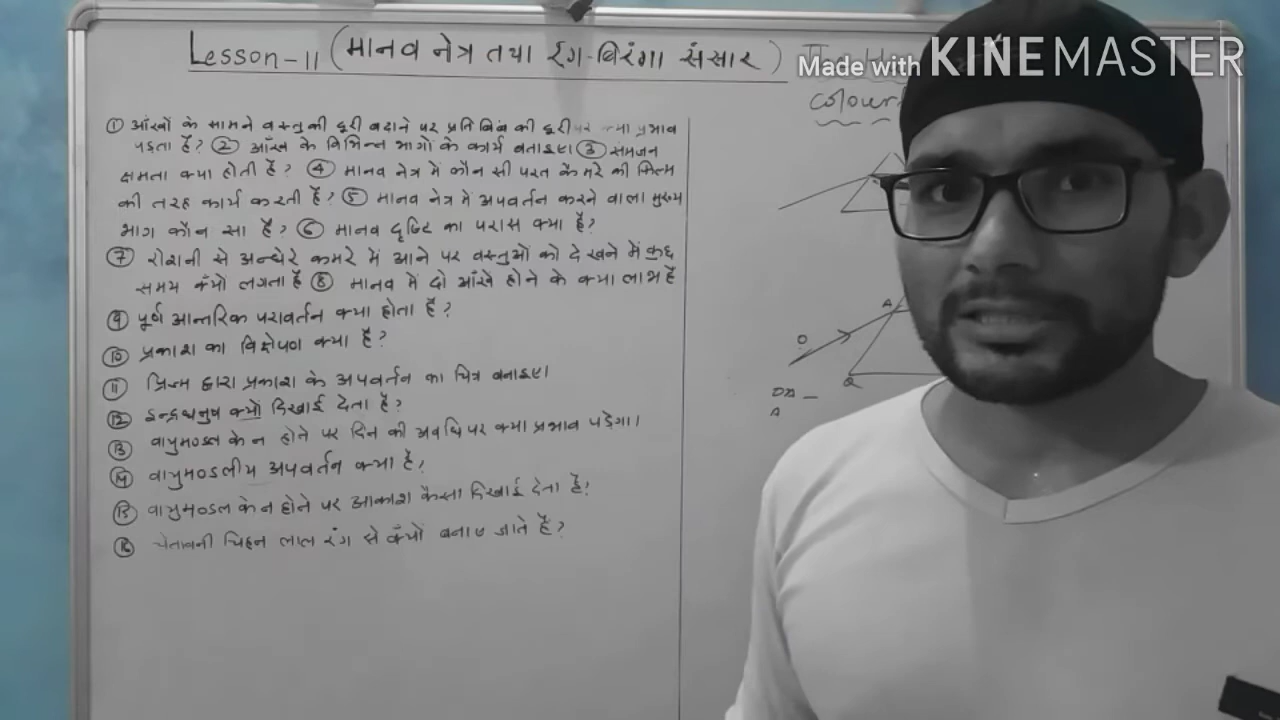 Lesson-11 (मानव नेत्र तथा रंग-बिरंगा संसार)
Made with KINEMASTER
colour
① आँखों के सामने वस्तु की दूरी बढाने पर प्रतिबिंब की दूरी पर क्या प्रभाव
पड़ता है? ② आँख के विभिन्न भागों के कार्य बताइए। ③ समंजन
क्षमता क्या होती है? ④ मानव नेत्र में कौन सी परत कैमरे की फिल्म
की तरह कार्य करती है? ⑤ मानव नेत्र में अपवर्तन करने वाला मुख्य
भाग कौन सा है? ⑥ मानव दृष्टि का परास क्या है?
⑦ रोशनी से अन्धेरे कमरे में आने पर वस्तुओं को देखने में कुछ
समय क्यों लगता है ⑧ मानव में दो आँखें होने के क्या लाभ हैं
⑨ पूर्ण आन्तरिक परावर्तन क्या होता है?
⑩ प्रकाश का विक्षेपण क्या है?
⑪ प्रिज्म द्वारा प्रकाश के अपवर्तन का चित्र बनाइए।
⑫ इन्द्रधनुष क्यों दिखाई देता है?
⑬ वायुमण्डल के न होने पर दिन की अवधि पर क्या प्रभाव पड़ेगा।
⑭ वायुमण्डलीय अपवर्तन क्या है?
⑮ वायुमण्डल के न होने पर आकाश कैसा दिखाई देता है?
⑯ चेतावनी चिहन लाल रंग से क्यों बनाए जाते हैं?
A
O
Q